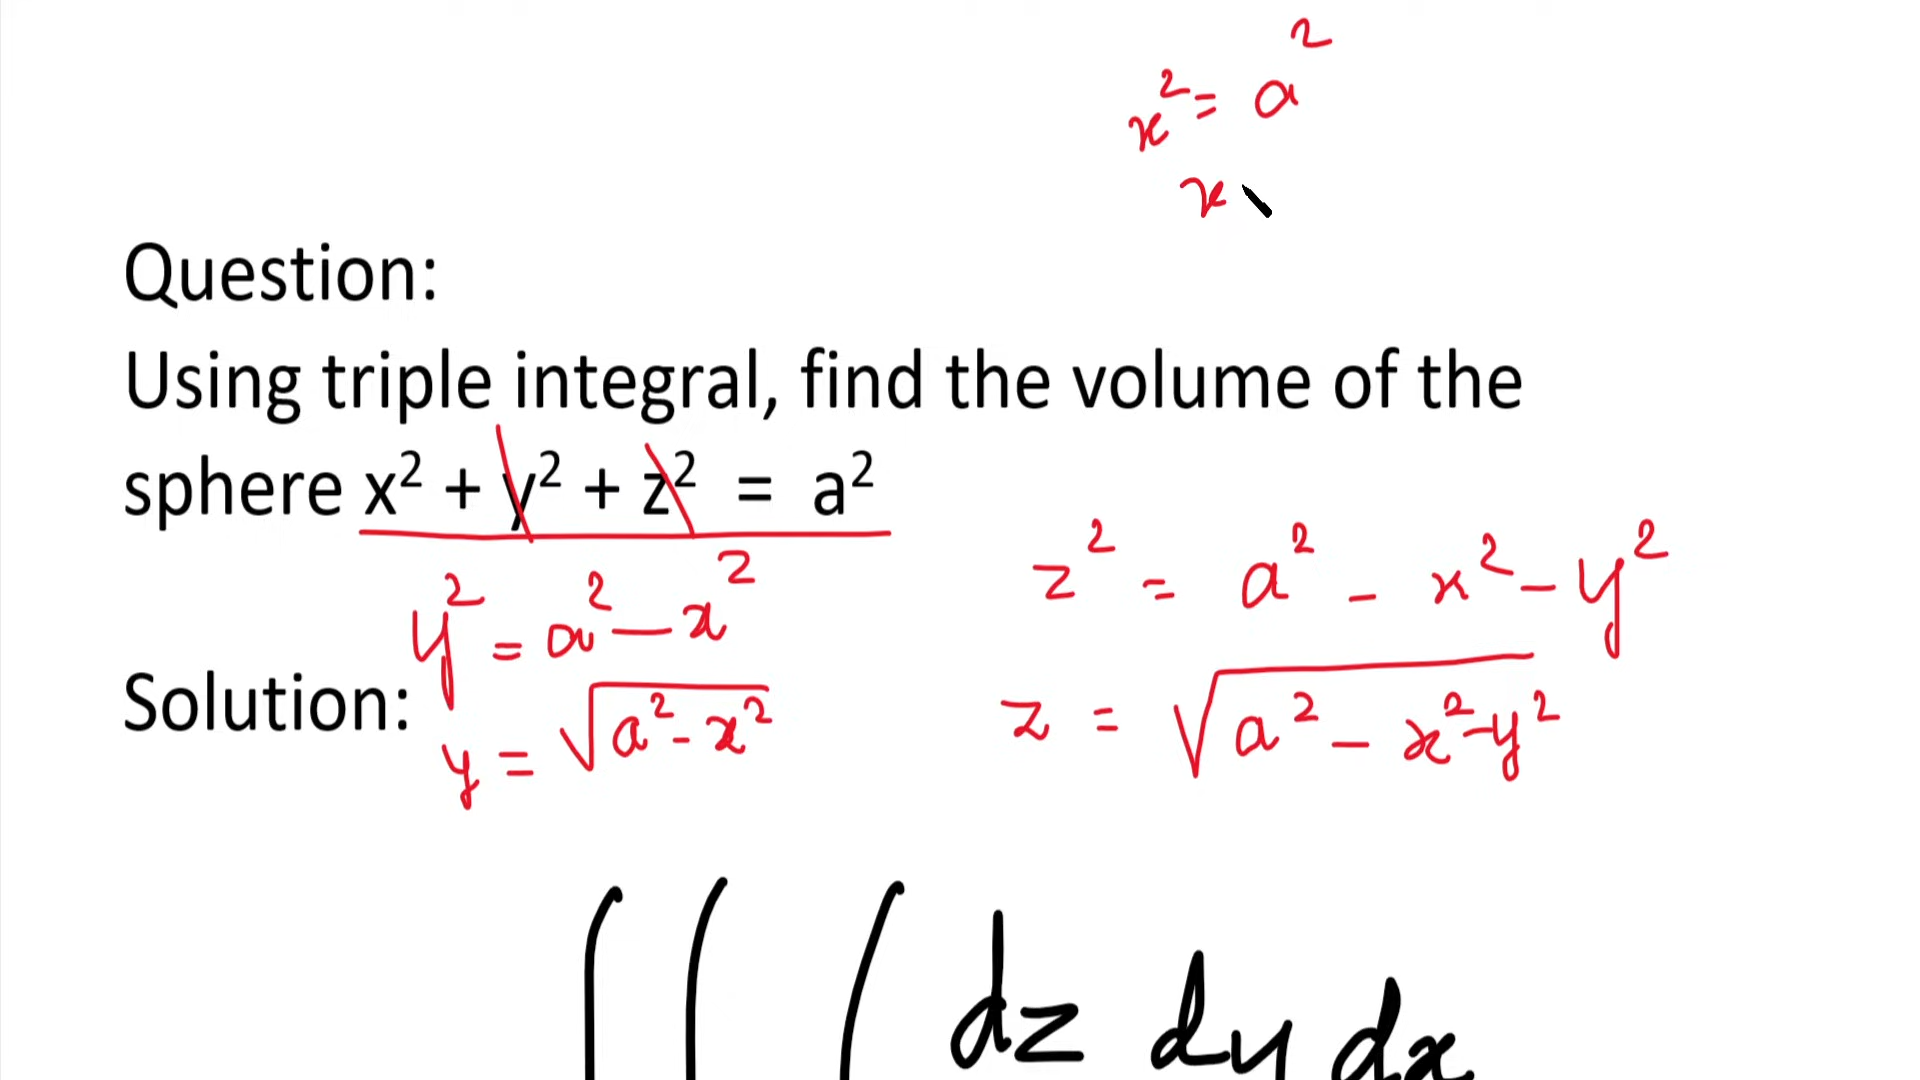 x² = a²
x
Question:
Using triple integral, find the volume of the
sphere x² + y² + z² = a²
z² = a² - x² - y²
y² = a² - x²
Solution:
y = √(a² - x²)
z = √(a² - x² - y²)
∫ ∫ ∫ dz dy dx